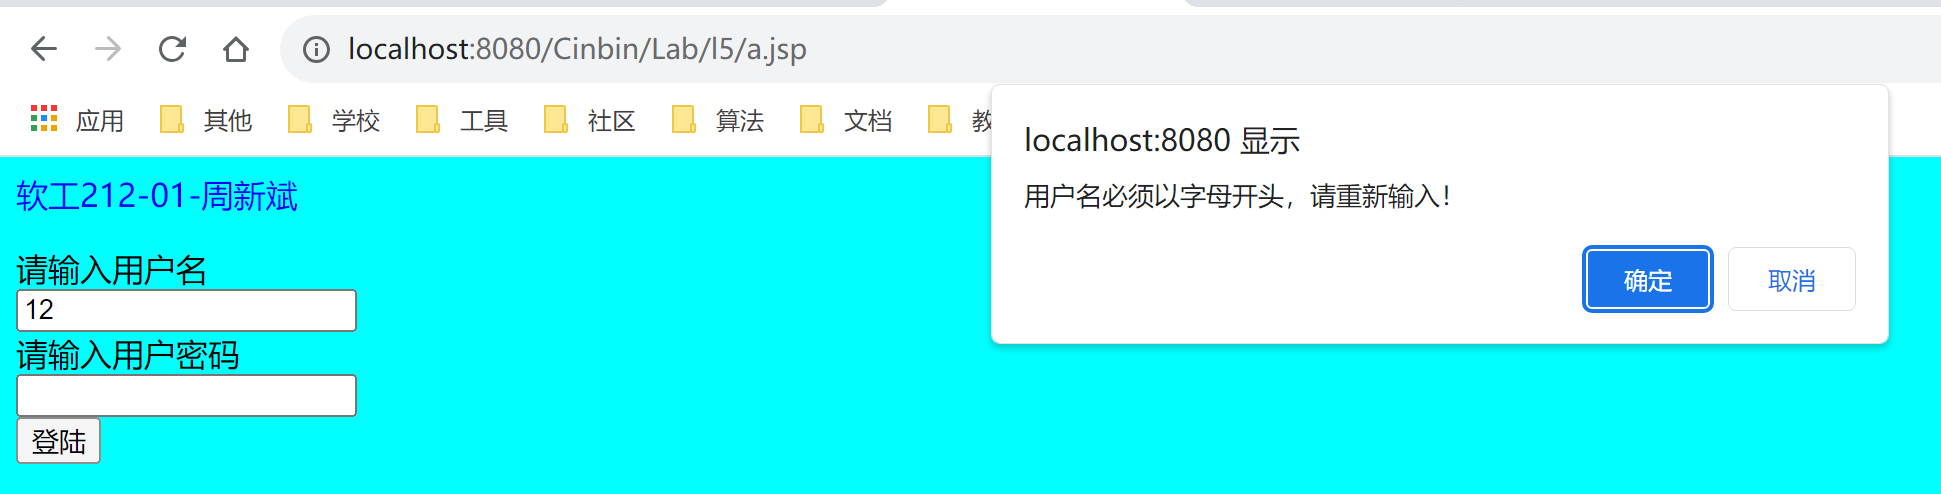 localhost:8080/Cinbin/Lab/l5/a.jsp
应用 其他 学校 工具 社区 算法 文档 教
localhost:8080 显示
用户名必须以字母开头，请重新输入！
确定 取消
软工212-01-周新斌
请输入用户名
12
请输入用户密码
登陆